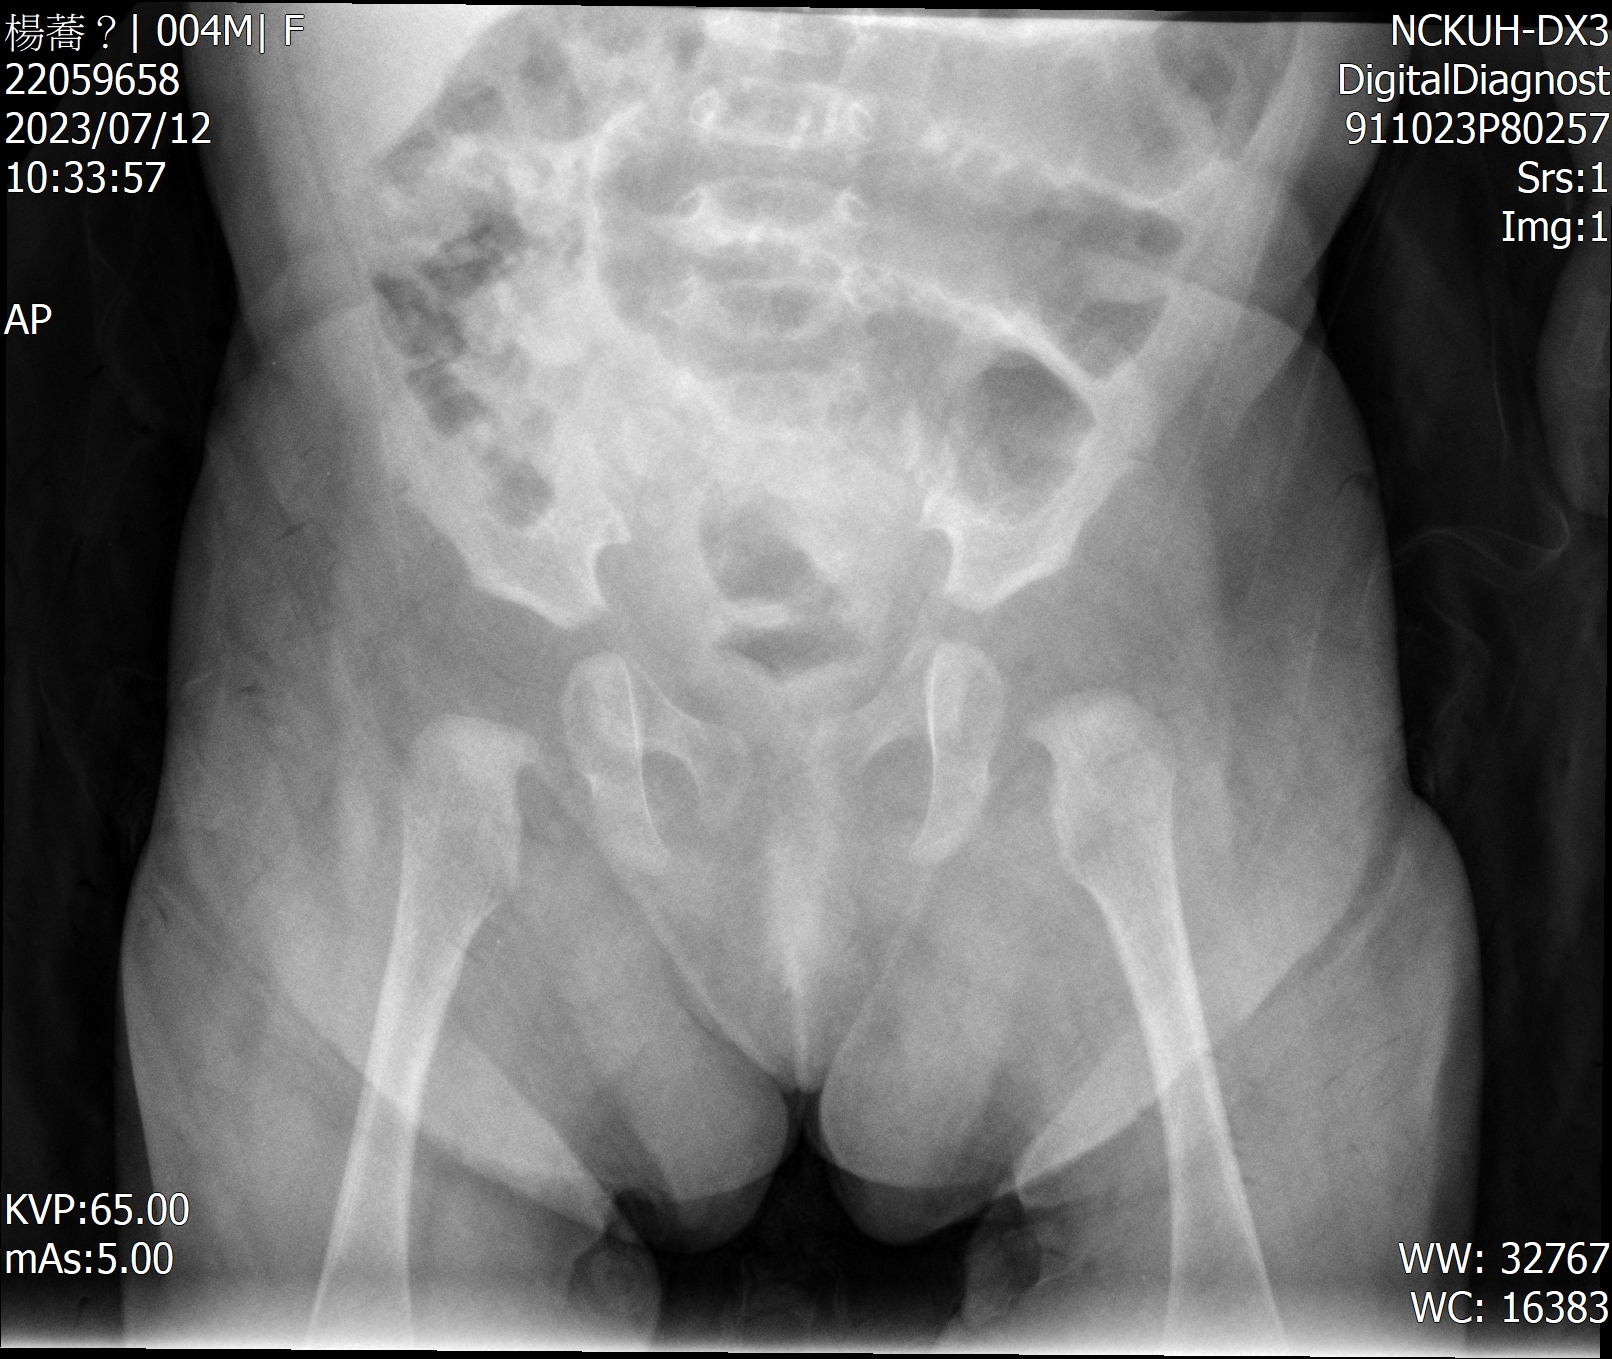 楊蕎？| 004M| F
22059658
2023/07/12
10:33:57
AP
NCKUH-DX3
DigitalDiagnost
911023P80257
Srs:1
Img:1
KVP:65.00
mAs:5.00
WW: 32767
WC: 16383